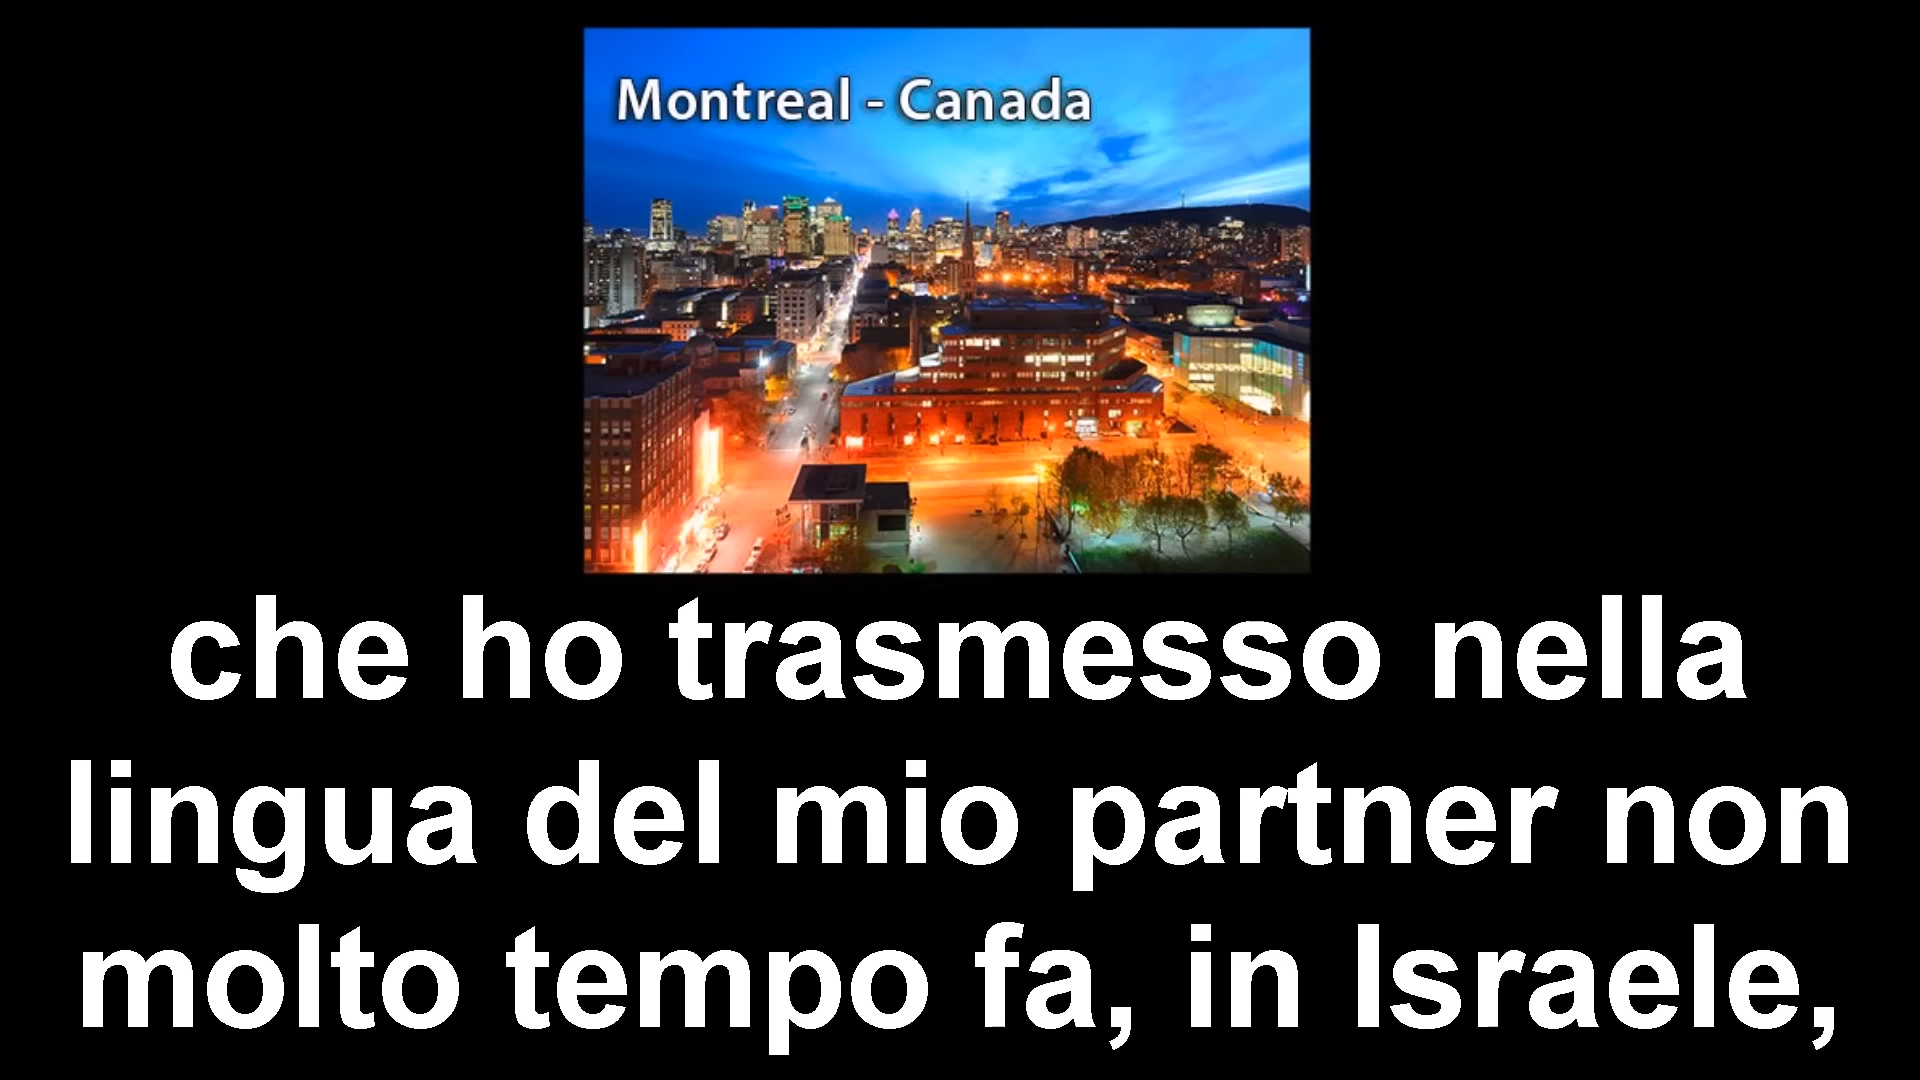 Montreal - Canada
che ho trasmesso nella
lingua del mio partner non
molto tempo fa, in Israele,